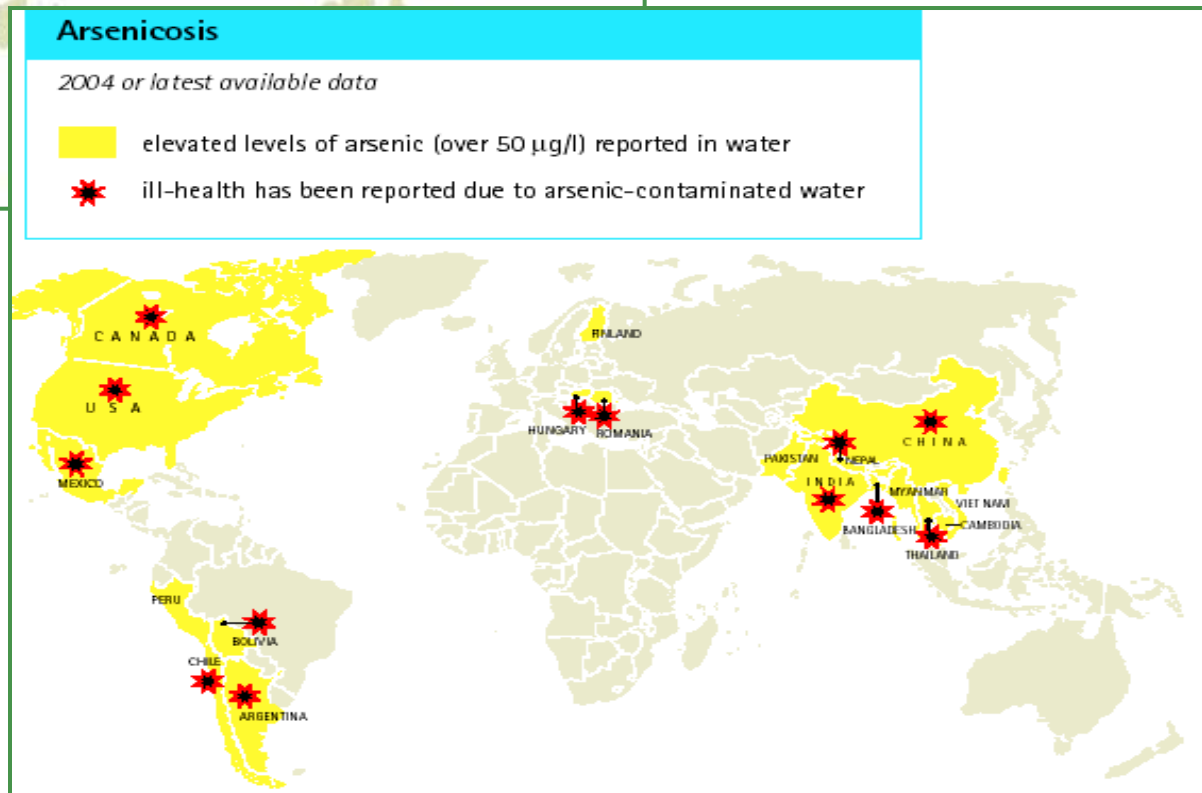 Arsenicosis
2004 or latest available data
elevated levels of arsenic (over 50 µg/l) reported in water
ill-health has been reported due to arsenic-contaminated water
CANADA
FINLAND
USA
HUNGARY
ROMANIA
CHINA
MEXICO
PAKISTAN
NEPAL
INDIA
MYANMAR
VIET NAM
BANGLADESH
CAMBODIA
THAILAND
PERU
BOLIVIA
CHILE
ARGENTINA